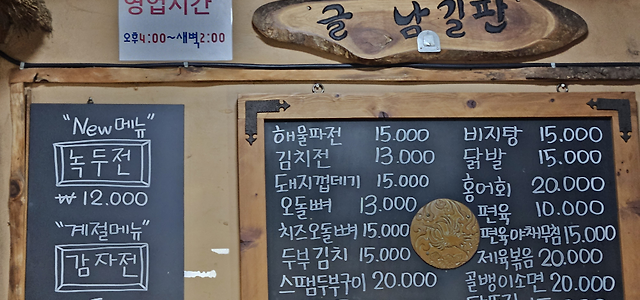 영업시간
오후4:00~새벽2:00
글 남길판
"New메뉴"
녹두전
₩12.000
"계절메뉴"
감자전
해물파전 15.000
김치전 13.000
돼지껍데기 15.000
오돌뼈 13.000
치즈오돌뼈 15.000
두부김치 15.000
스팸두부구이 20.000
비지탕 15.000
닭발 15.000
홍어회 20.000
편육 10.000
편육야채무침 15.000
제육볶음 20.000
골뱅이소면 20.000